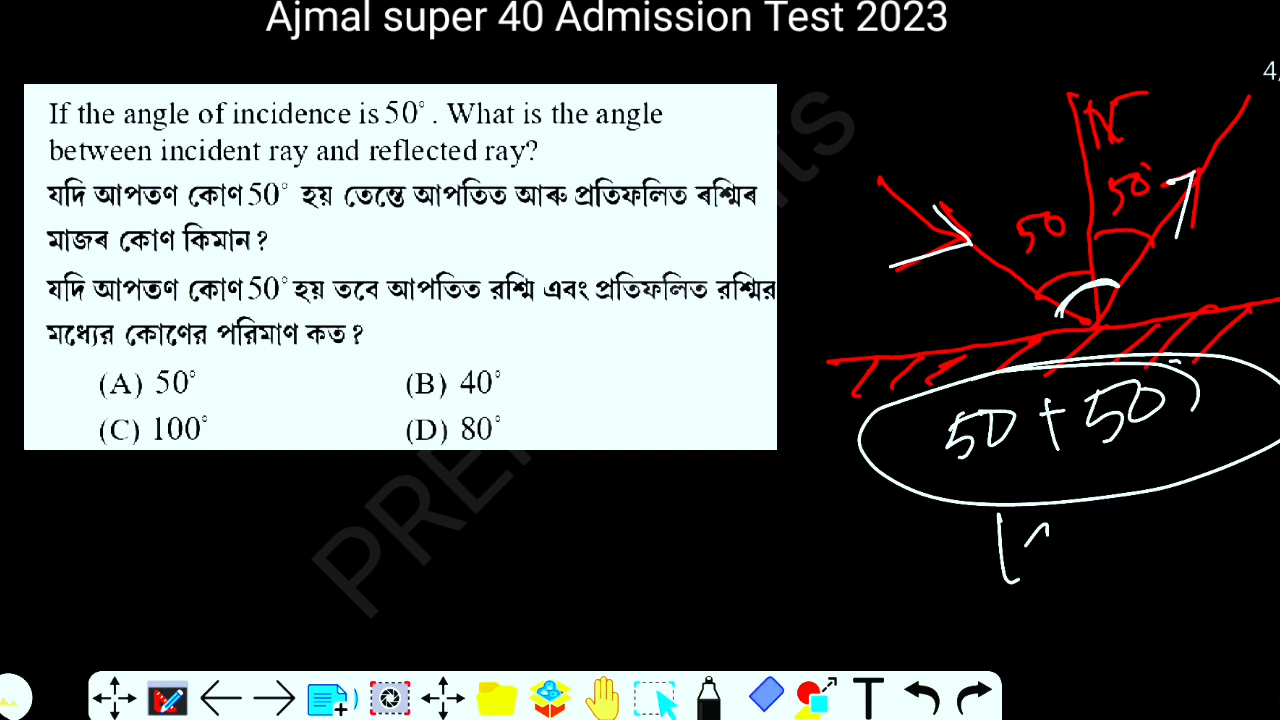 Ajmal super 40 Admission Test 2023
4
If the angle of incidence is 50°. What is the angle
between incident ray and reflected ray?
যদি আপতণ কোণ 50° হয় তেন্তে আপতিত আৰু প্ৰতিফলিত ৰশ্মিৰ
মাজৰ কোণ কিমান?
যদি আপতণ কোণ 50° হয় তবে আপতিত রশ্মি এবং প্রতিফলিত রশ্মির
মধ্যের কোণের পরিমাণ কত?
(A) 50° (B) 40°
(C) 100° (D) 80°
N
50 50°
50 + 50°
T